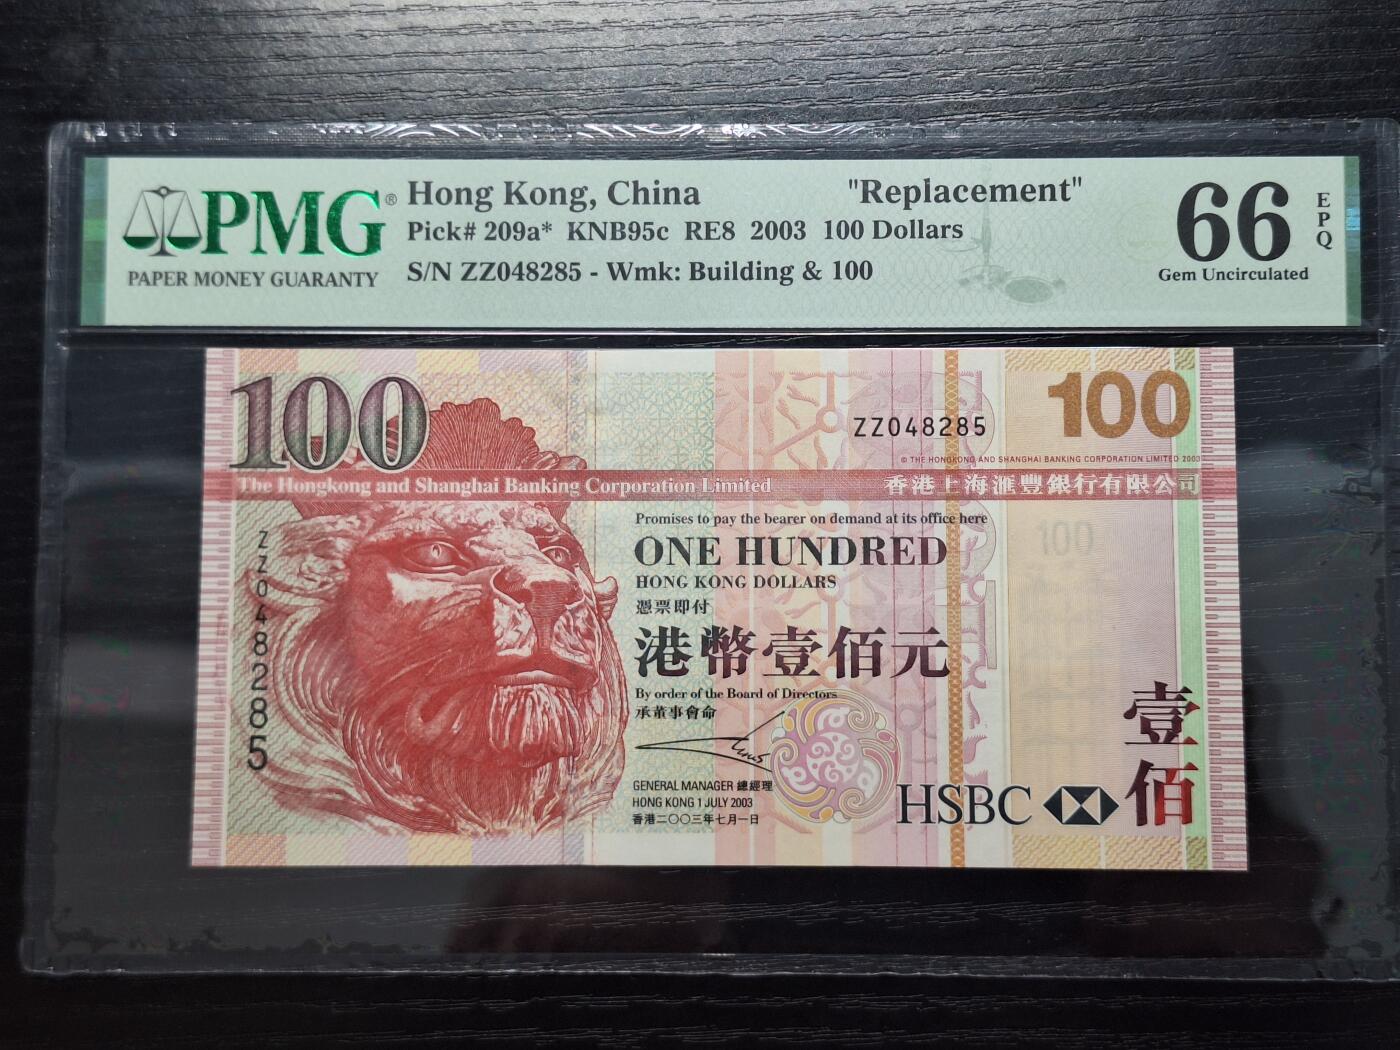 PMG®
PAPER MONEY GUARANTY
Hong Kong, China "Replacement"
Pick# 209a* KNB95c RE8 2003 100 Dollars
S/N ZZ048285 - Wmk: Building & 100
66
EPQ
Gem Uncirculated
100
ZZ048285
100
© THE HONGKONG AND SHANGHAI BANKING CORPORATION LIMITED 2003
The Hongkong and Shanghai Banking Corporation Limited
香港上海滙豐銀行有限公司
ZZ048285
Promises to pay the bearer on demand at its office here
ONE HUNDRED
HONG KONG DOLLARS
憑票即付
港幣壹佰元
By order of the Board of Directors
承董事會命
GENERAL MANAGER 總經理
HONG KONG 1 JULY 2003
香港二〇〇三年七月一日
100
HSBC
壹佰